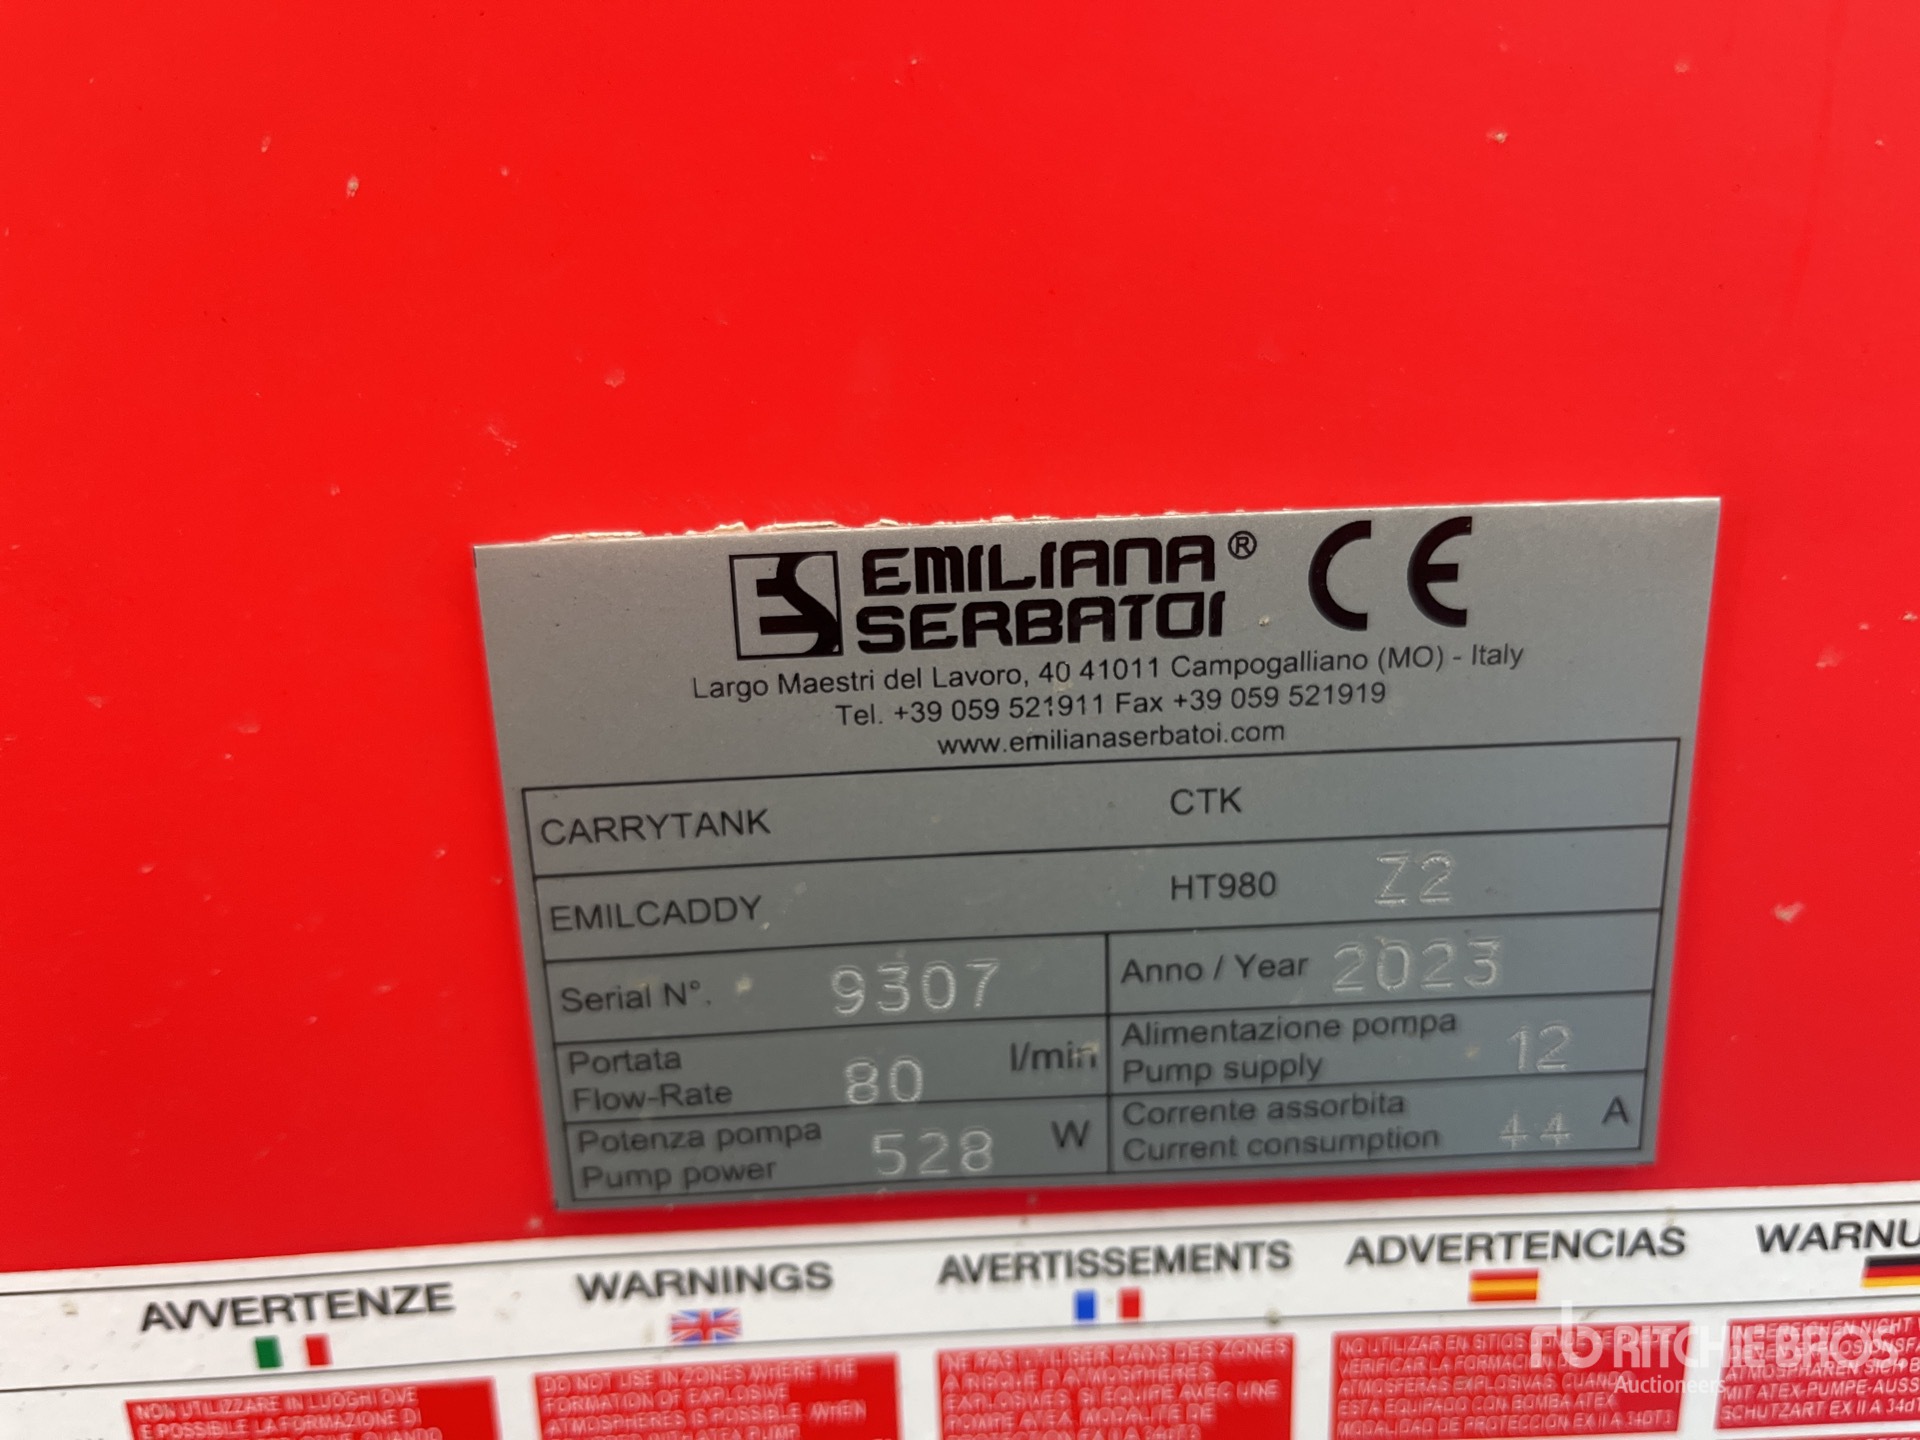 EMILIANA® CE
SERBATOI
Largo Maestri del Lavoro, 40 41011 Campogalliano (MO) - Italy
Tel. +39 059 521911 Fax +39 059 521919
www.emilianaserbatoi.com
CARRYTANK CTK
EMILCADDY HT980 Z2
Serial N°. 9307 Anno / Year 2023
Portata
Flow-Rate 80 l/min
Alimentazione pompa
Pump supply 12
Potenza pompa
Pump power 528 W
Corrente assorbita
Current consumption 44 A
AVVERTENZE WARNINGS AVERTISSEMENTS ADVERTENCIAS WARNU
NON UTILIZZARE IN LUOGHI OVE
E POSSIBILE LA FORMAZIONE DI
DO NOT USE IN ZONES WHERE THE
FORMATION OF EXPLOSIVE
ATMOSPHERES IS POSSIBLE. WHEN
NE PAS UTILISER DANS DES ZONES
A RISQUE D'ATMOSPHERES
EXPLOSIVES. SI EQUIPE AVEC UNE
POMPE ATEX MODALITE DE
NO UTILIZAR EN SITIOS
VERIFICAR LA FORMACION DE
ATMOSFERAS EXPLOSIVAS. CUANDO
ESTA EQUIPADO CON BOMBA ATEX
MODALIDAD DE PROTECCION EX II A 34DT3
BEREICHEN NICHT
MIT ATEX-PUMPE-AUSS
SCHUTZART EX II A 34dT
rb RITCHIE BROS
Auctioneers